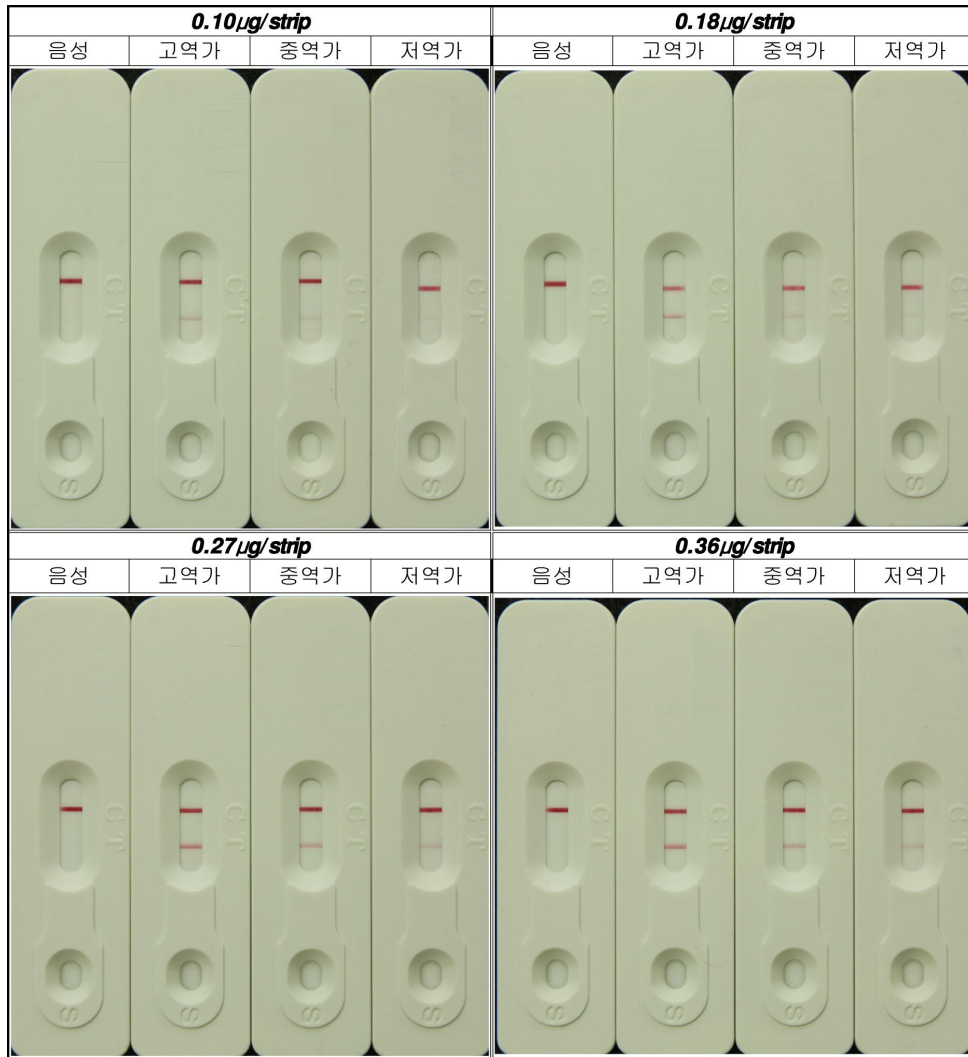 0.10µg/strip
0.18µg/strip
음성 고역가 중역가 저역가
음성 고역가 중역가 저역가
C T
C T
C T
C T
C T
C T
C T
C T
S
S
S
S
S
S
S
S
0.27µg/strip
0.36µg/strip
음성 고역가 중역가 저역가
음성 고역가 중역가 저역가
C T
C T
C T
C T
C T
C T
C T
C T
S
S
S
S
S
S
S
S